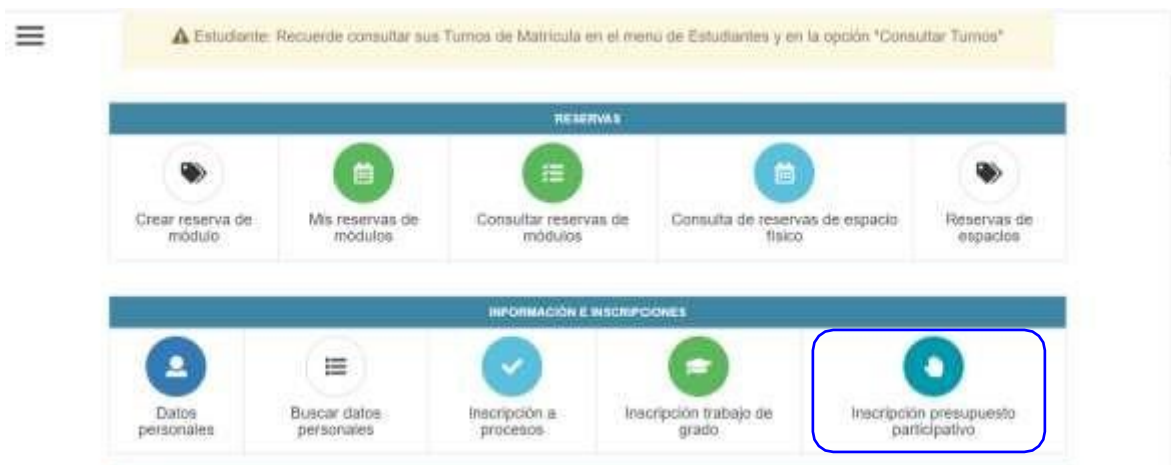 Estudiante: Recuerde consultar sus Turnos de Matrícula en el menú de Estudiantes y en la opción "Consultar Turnos"
RESERVAS
Crear reserva de
módulo
Mis reservas de
módulos
Consultar reservas de
módulos
Consulta de reservas de espacio
físico
Reservas de
espacios
INFORMACIÓN E INSCRIPCIONES
Datos
personales
Buscar datos
personales
Inscripción a
procesos
Inscripción trabajo de
grado
Inscripción presupuesto
participativo